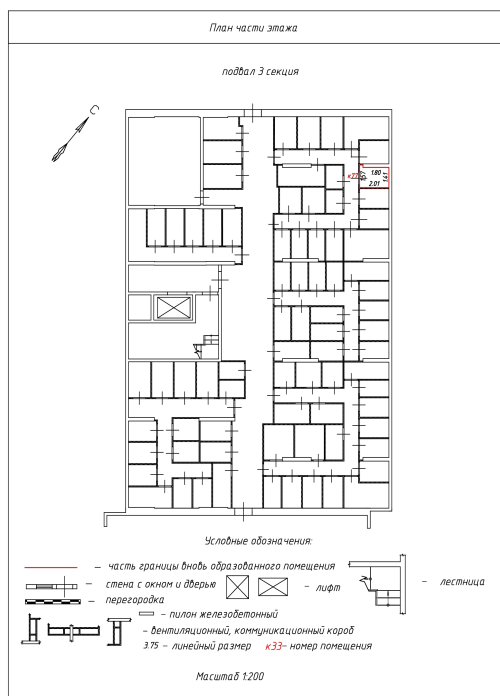 План части этажа
подвал 3 секция
С
к22
1.80
2.01
1.41
Условные обозначения:
– часть границы вновь образованного помещения
– стена с окном и дверью
– лифт
– лестница
– перегородка
– пилон железобетонный
– вентиляционный, коммуникационный короб
3.75 – линейный размер к33– номер помещения
Масштаб 1:200